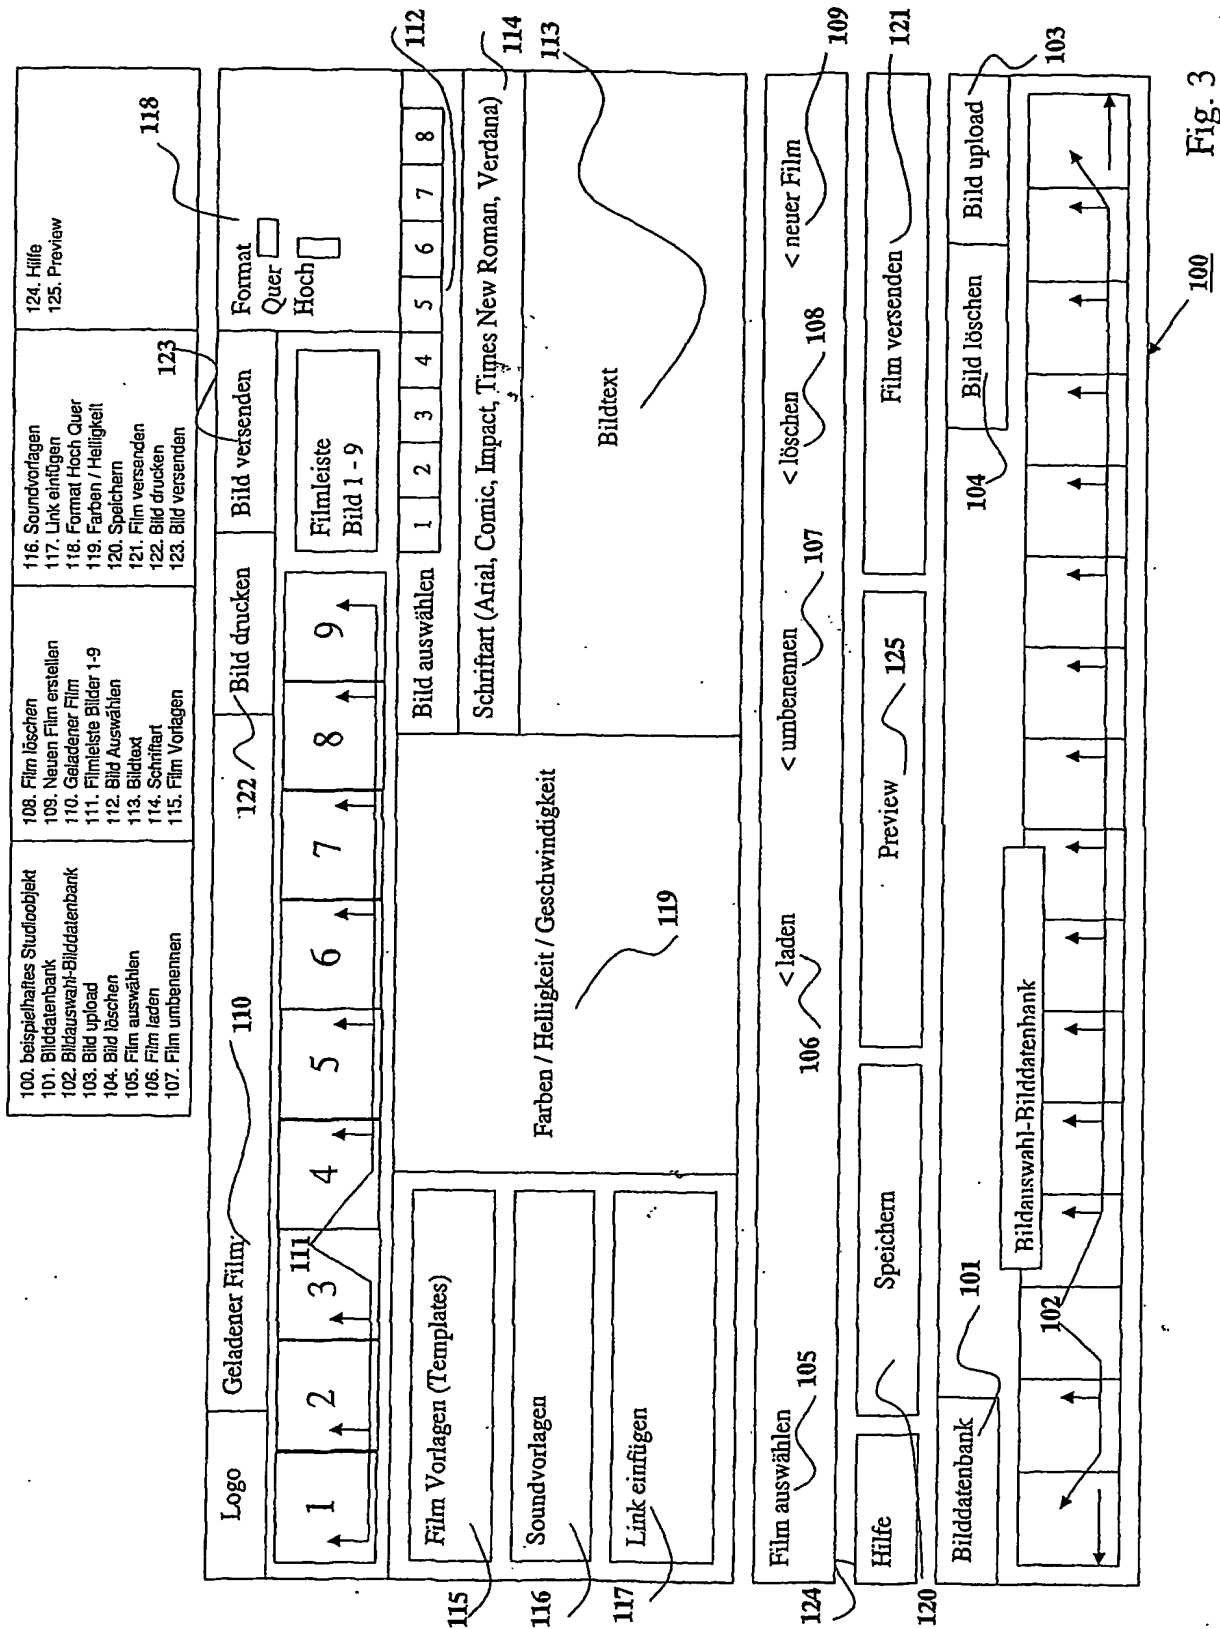 100. beispielhaftes Studioobjekt
101. Bilddatenbank
102. Bildauswahl-Bilddatenbank
103. Bild upload
104. Bild löschen
105. Film auswählen
106. Film laden
107. Film umbenennen
108. Film löschen
109. Neuen Film erstellen
110. Geladener Film
111. Filmleiste Bilder 1-9
112. Bild Auswählen
113. Bildtext
114. Schriftart
115. Film Vorlagen
116. Soundvorlagen
117. Link einfügen
118. Format Hoch Quer
119. Farben / Helligkeit
120. Speichern
121. Film versenden
122. Bild drucken
123. Bild versenden
124. Hilfe
125. Preview
110
122
123
118
Logo
Geladener Film:
Bild drucken
Bild versenden
Format
Quer
Hoch
1
2
3
4
5
6
7
8
9
111
Filmleiste
Bild 1 - 9
112
Bild auswählen
1
2
3
4
5
6
7
8
114
Schriftart (Arial, Comic, Impact, Times New Roman, Verdana)
113
Bildtext
Farben / Helligkeit / Geschwindigkeit
119
Film Vorlagen (Templates)
115
Soundvorlagen
116
Link einfügen
117
Film auswählen
105
< laden
106
< umbenennen
107
< löschen
108
< neuer Film
109
124
Hilfe
Speichern
120
Preview
125
Film versenden
121
Bilddatenbank
101
104
Bild löschen
Bild upload
103
Bildauswahl-Bilddatenbank
102
100
Fig. 3